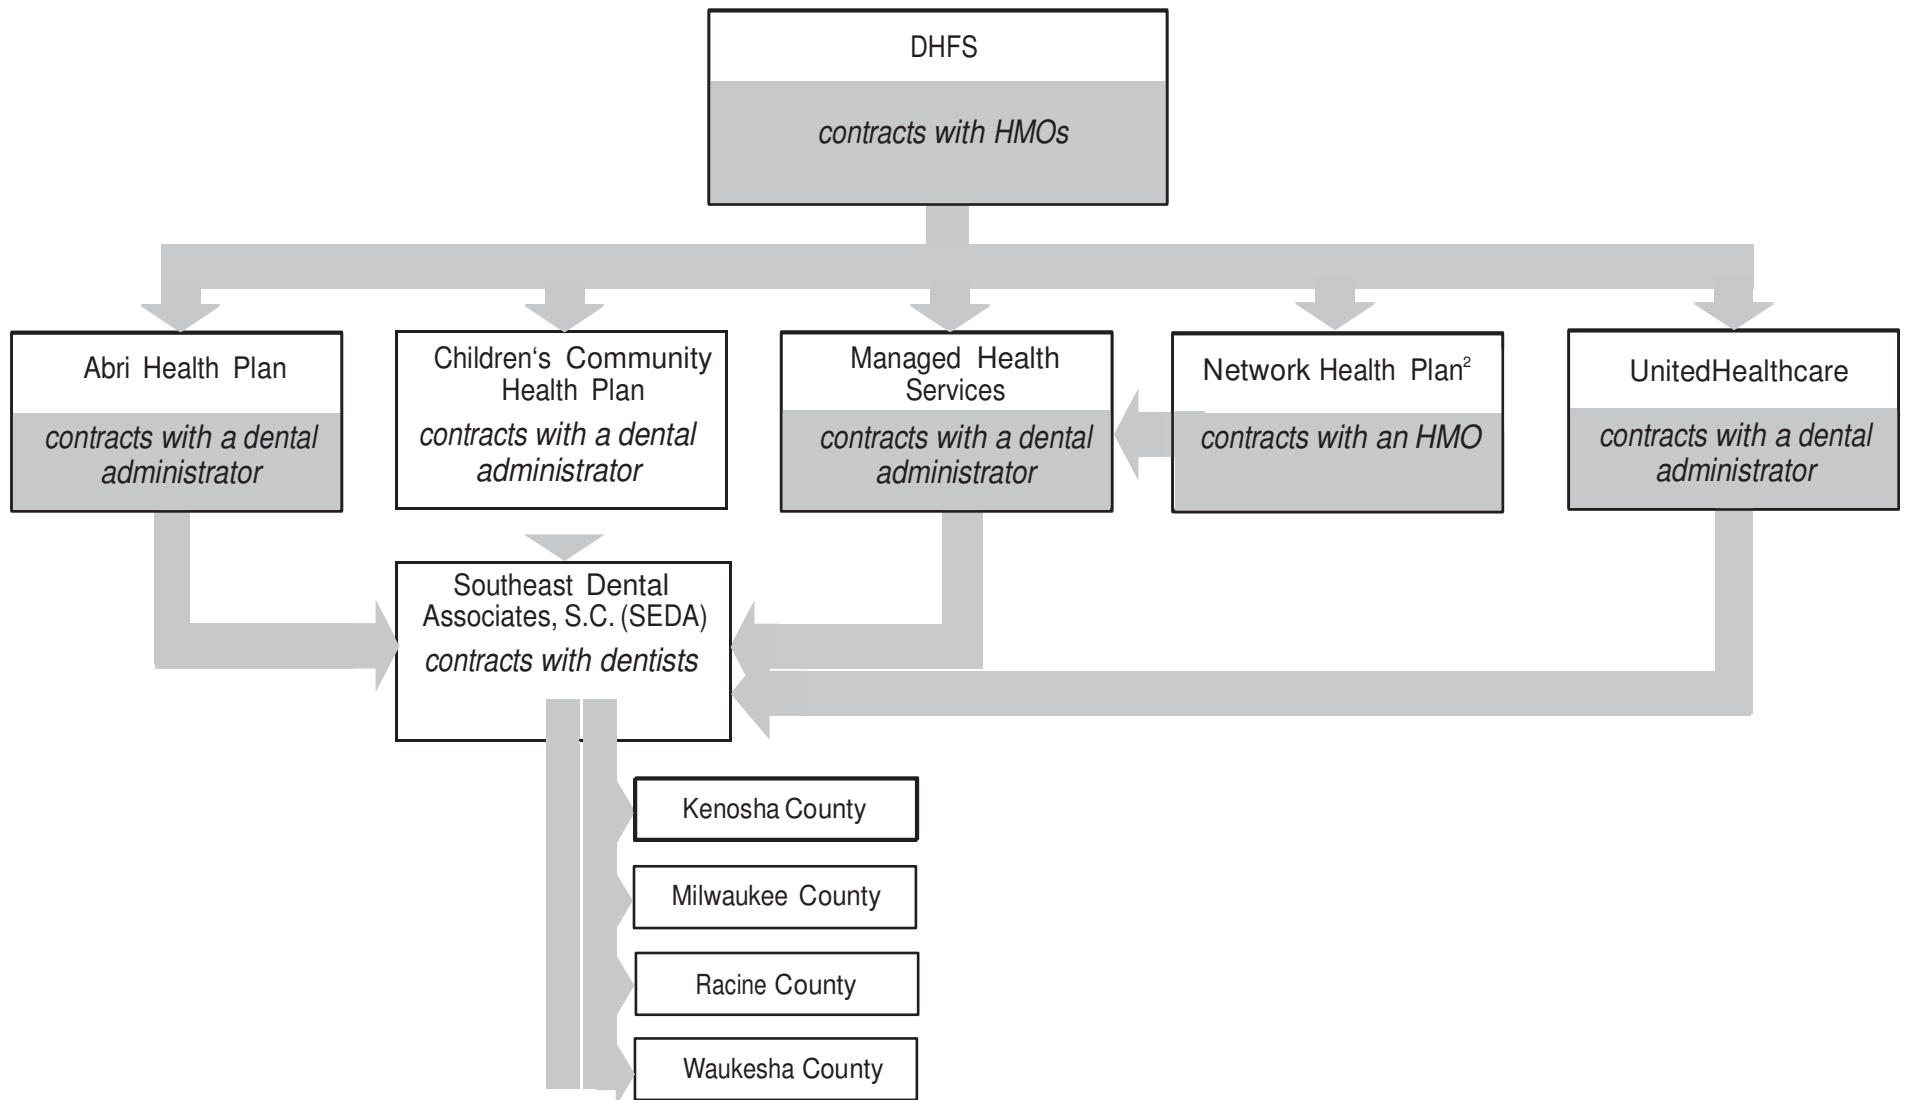 DHFS
contracts with HMOs
Abri Health Plan
contracts with a dental
administrator
Children‘s Community
Health Plan
contracts with a dental
administrator
Managed Health
Services
contracts with a dental
administrator
Network Health Plan²
contracts with an HMO
UnitedHealthcare
contracts with a dental
administrator
Southeast Dental
Associates, S.C. (SEDA)
contracts with dentists
Kenosha County
Milwaukee County
Racine County
Waukesha County